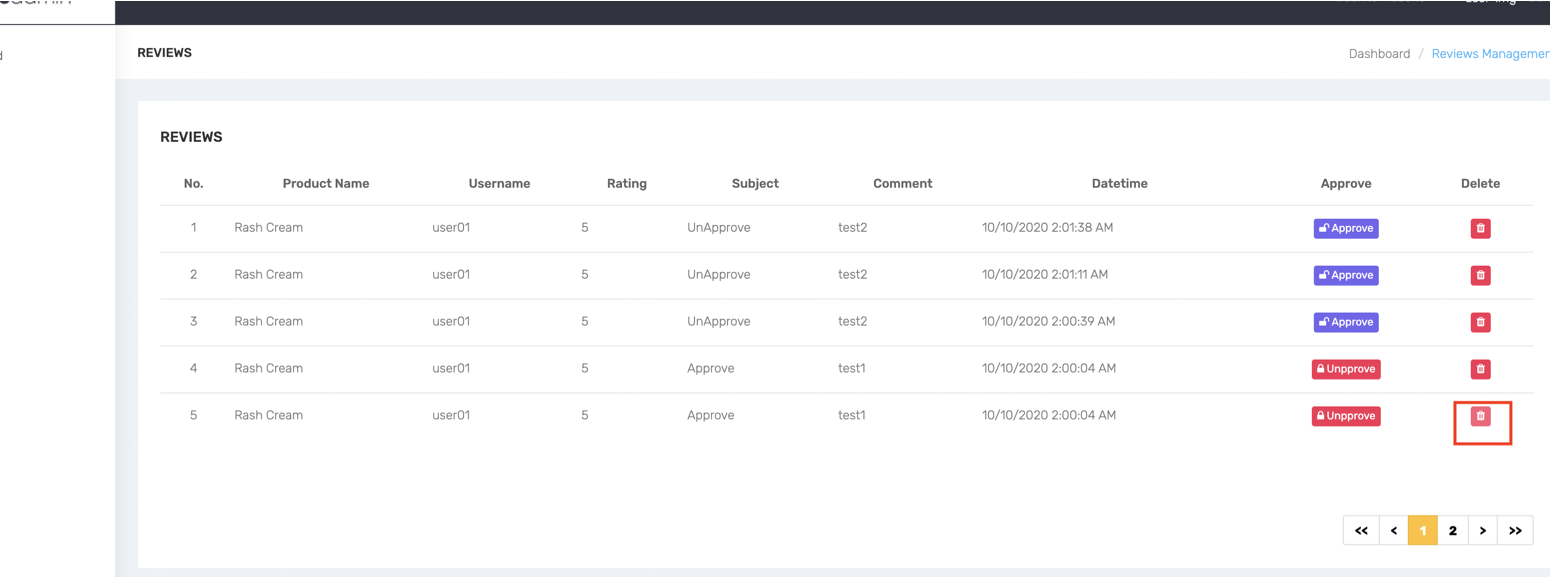 REVIEWS
Dashboard / Reviews Managemen
REVIEWS
No. Product Name Username Rating Subject Comment Datetime Approve Delete
1 Rash Cream user01 5 UnApprove test2 10/10/2020 2:01:38 AM Approve
2 Rash Cream user01 5 UnApprove test2 10/10/2020 2:01:11 AM Approve
3 Rash Cream user01 5 UnApprove test2 10/10/2020 2:00:39 AM Approve
4 Rash Cream user01 5 Approve test1 10/10/2020 2:00:04 AM Unpprove
5 Rash Cream user01 5 Approve test1 10/10/2020 2:00:04 AM Unpprove
<< < 1 2 > >>